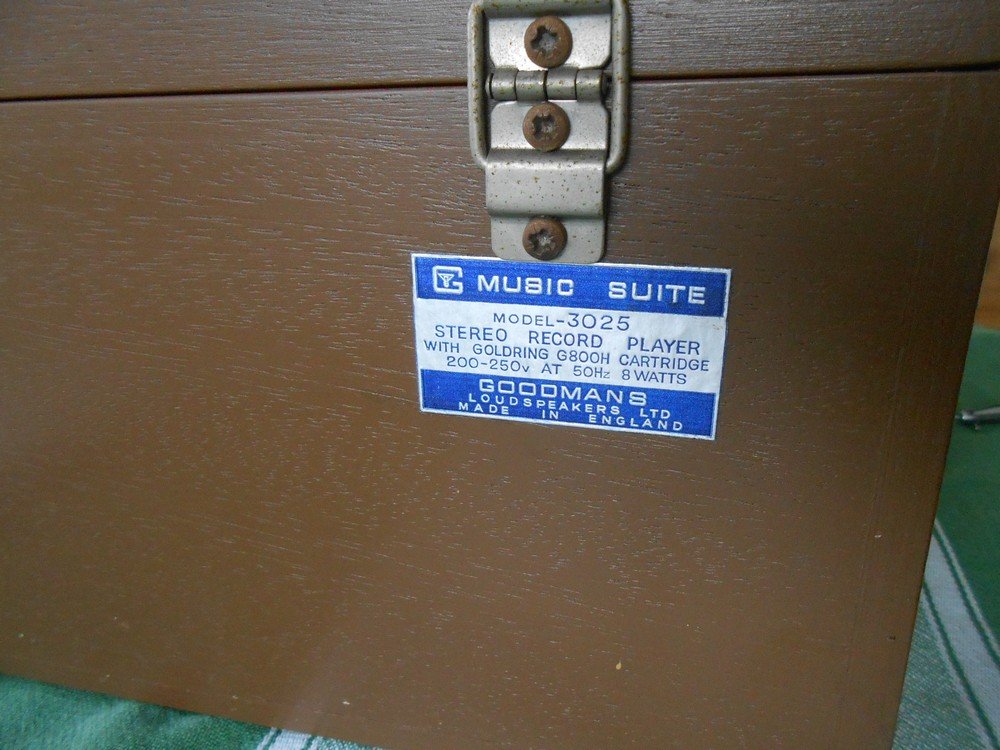 G MUSIC SUITE
MODEL-3025
STEREO RECORD PLAYER
WITH GOLDRING G800H CARTRIDGE
200-250v AT 50Hz 8 WATTS
GOODMANS
LOUDSPEAKERS LTD
MADE IN ENGLAND